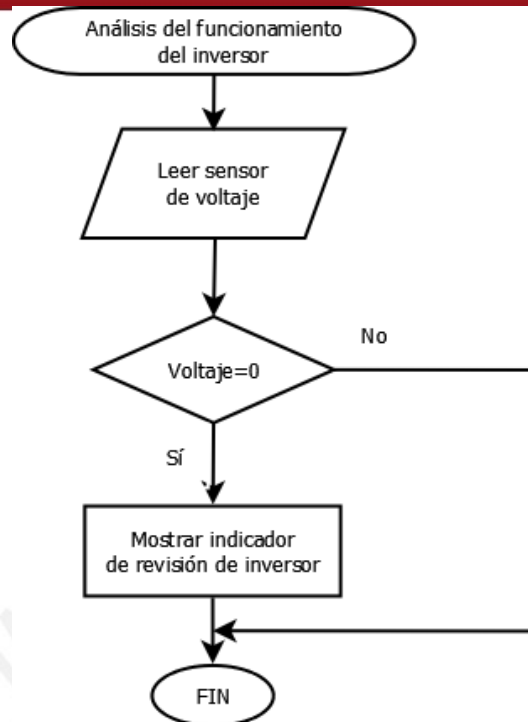 Análisis del funcionamiento
del inversor
Leer sensor
de voltaje
Voltaje=0
No
Sí
Mostrar indicador
de revisión de inversor
FIN